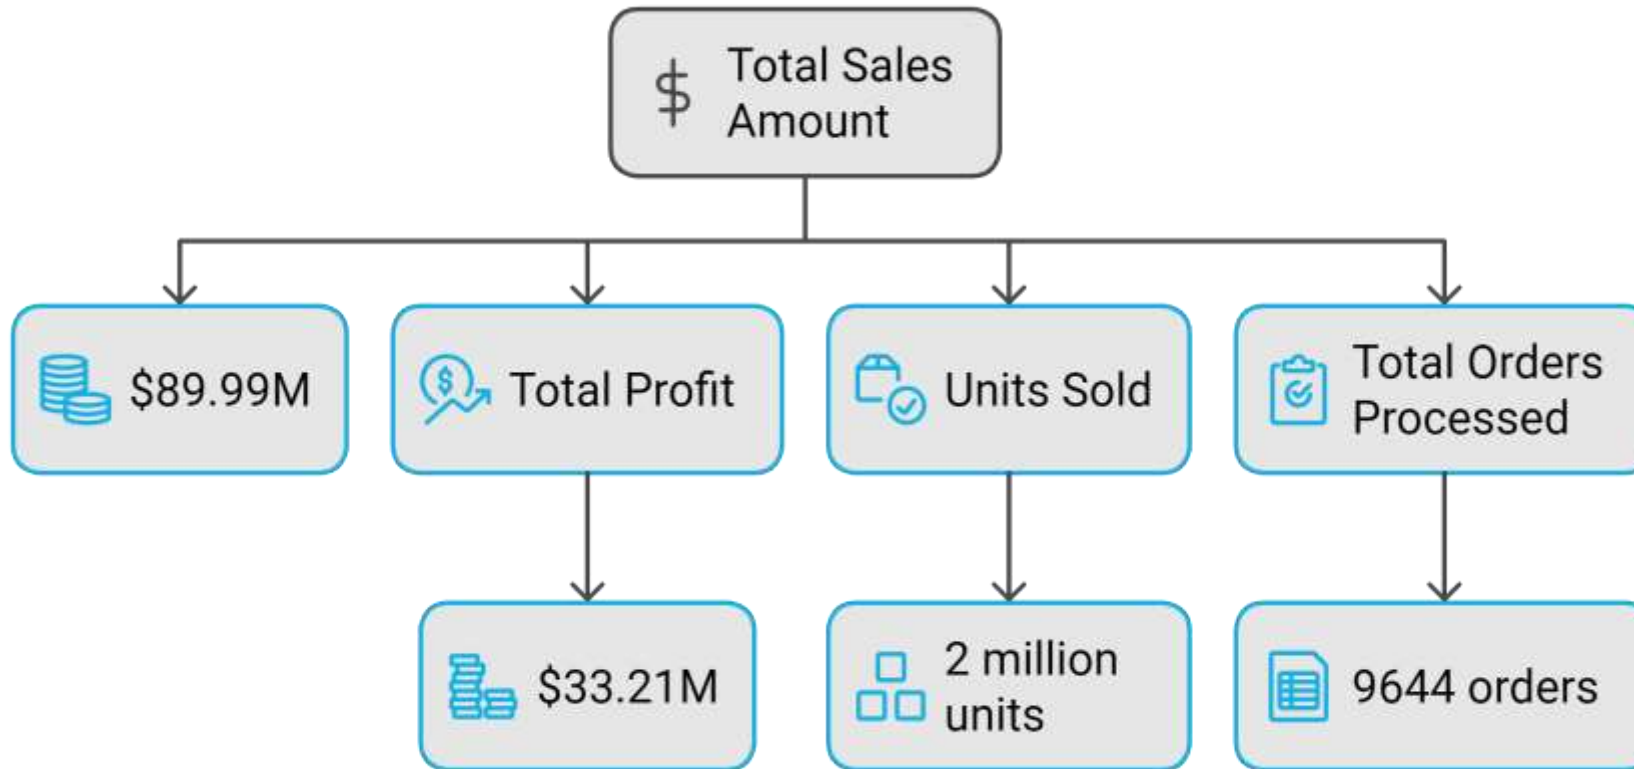 $ Total Sales
Amount
$89.99M
$ Total Profit
Units Sold
Total Orders
Processed
$33.21M
2 million
units
9644 orders